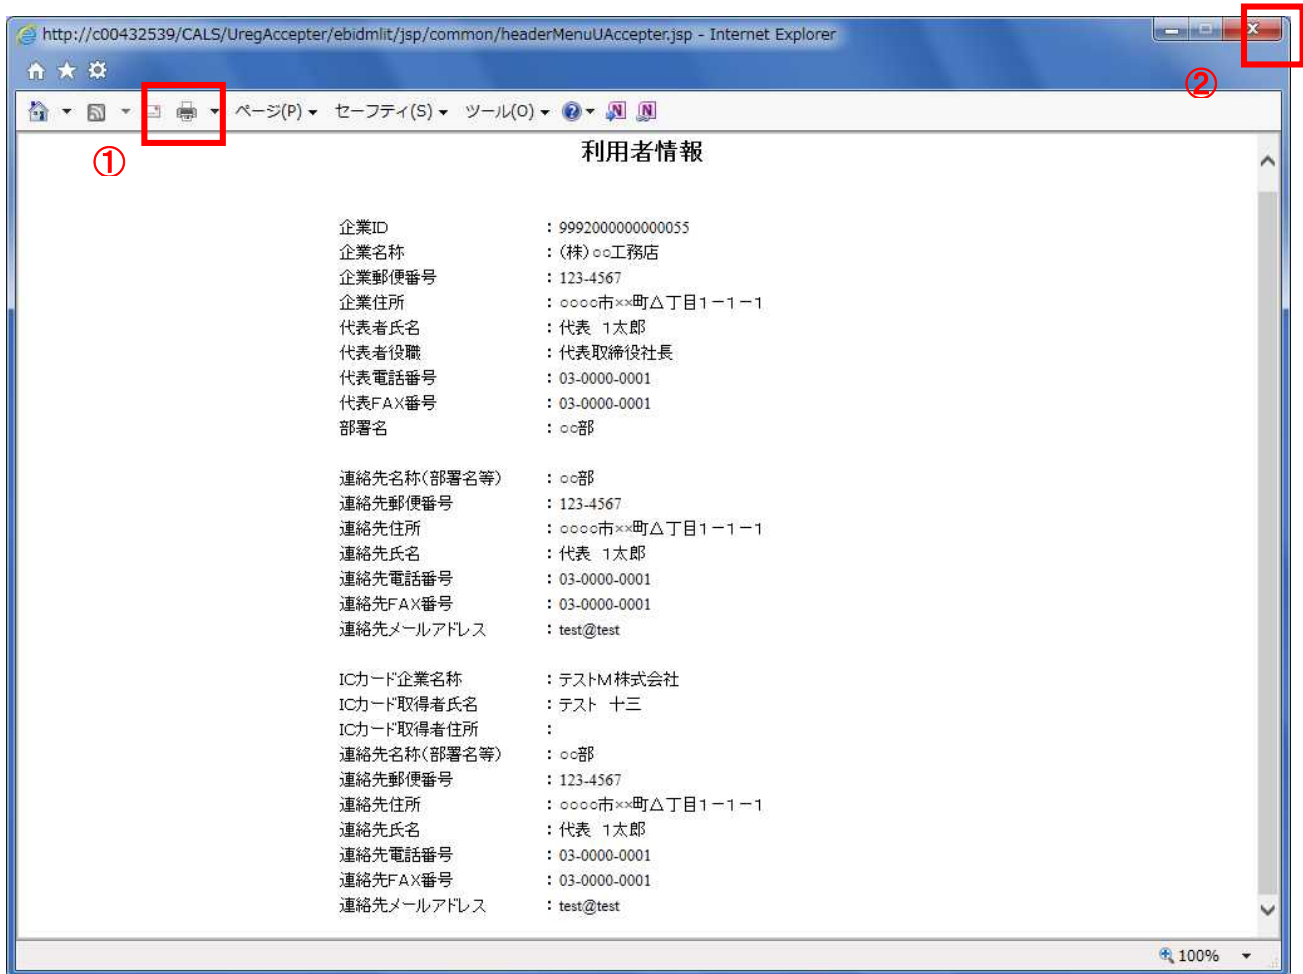 http://c00432539/CALS/UregAccepter/ebidmlit/jsp/common/headerMenuUAccepter.jsp - Internet Explorer
②
ページ(P) セーフティ(S) ツール(O)
①
利用者情報
企業ID : 9992000000000055
企業名称 : (株)○○工務店
企業郵便番号 : 123-4567
企業住所 : ○○○○市××町△丁目1-1-1
代表者氏名 : 代表 1太郎
代表者役職 : 代表取締役社長
代表電話番号 : 03-0000-0001
代表FAX番号 : 03-0000-0001
部署名 : ○○部
連絡先名称(部署名等) : ○○部
連絡先郵便番号 : 123-4567
連絡先住所 : ○○○○市××町△丁目1-1-1
連絡先氏名 : 代表 1太郎
連絡先電話番号 : 03-0000-0001
連絡先FAX番号 : 03-0000-0001
連絡先メールアドレス : test@test
ICカード企業名称 : テストM株式会社
ICカード取得者氏名 : テスト 十三
ICカード取得者住所 :
連絡先名称(部署名等) : ○○部
連絡先郵便番号 : 123-4567
連絡先住所 : ○○○○市××町△丁目1-1-1
連絡先氏名 : 代表 1太郎
連絡先電話番号 : 03-0000-0001
連絡先FAX番号 : 03-0000-0001
連絡先メールアドレス : test@test
100%